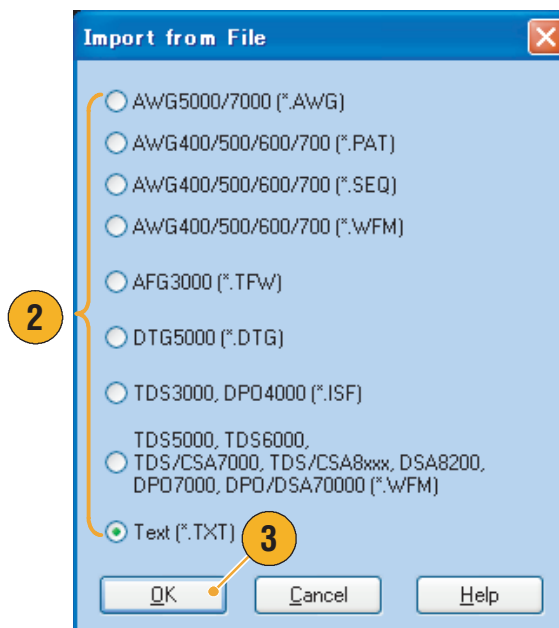 Import from File
AWG5000/7000 (*.AWG)
AWG400/500/600/700 (*.PAT)
AWG400/500/600/700 (*.SEQ)
AWG400/500/600/700 (*.WFM)
AFG3000 (*.TFW)
2
DTG5000 (*.DTG)
TDS3000, DPO4000 (*.ISF)
TDS5000, TDS6000,
TDS/CSA7000, TDS/CSA8xxx, DSA8200,
DPO7000, DPO/DSA70000 (*.WFM)
Text (*.TXT)
3
OK
Cancel
Help